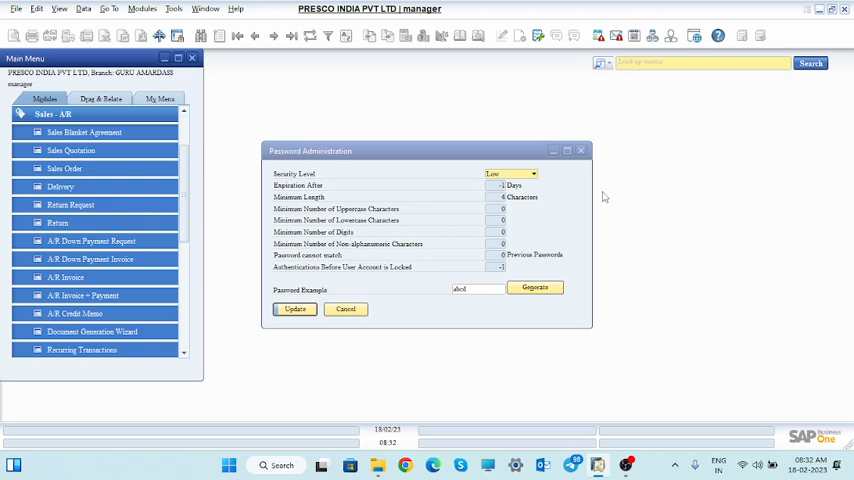 File Edit View Data Go To Modules Tools Window Help
PRESCO INDIA PVT LTD | manager
Main Menu
PRESCO INDIA PVT LTD, Branch: GURU AMARDASS
manager
Modules Drag & Relate My Menu
Look up menus
Search
Sales - A/R
Sales Blanket Agreement
Sales Quotation
Sales Order
Delivery
Return Request
Return
A/R Down Payment Request
A/R Down Payment Invoice
A/R Invoice
A/R Invoice + Payment
A/R Credit Memo
Document Generation Wizard
Recurring Transactions
Password Administration
Security Level Low
Expiration After -1 Days
Minimum Length 4 Characters
Minimum Number of Uppercase Characters 0
Minimum Number of Lowercase Characters 0
Minimum Number of Digits 0
Minimum Number of Non-alphanumeric Characters 0
Password cannot match 0 Previous Passwords
Authentications Before User Account is Locked -1
Password Example abcd Generate
Update Cancel
18/02/23
08:32
SAP Business One
Search
98
ENG
IN
08:32 AM
18-02-2023